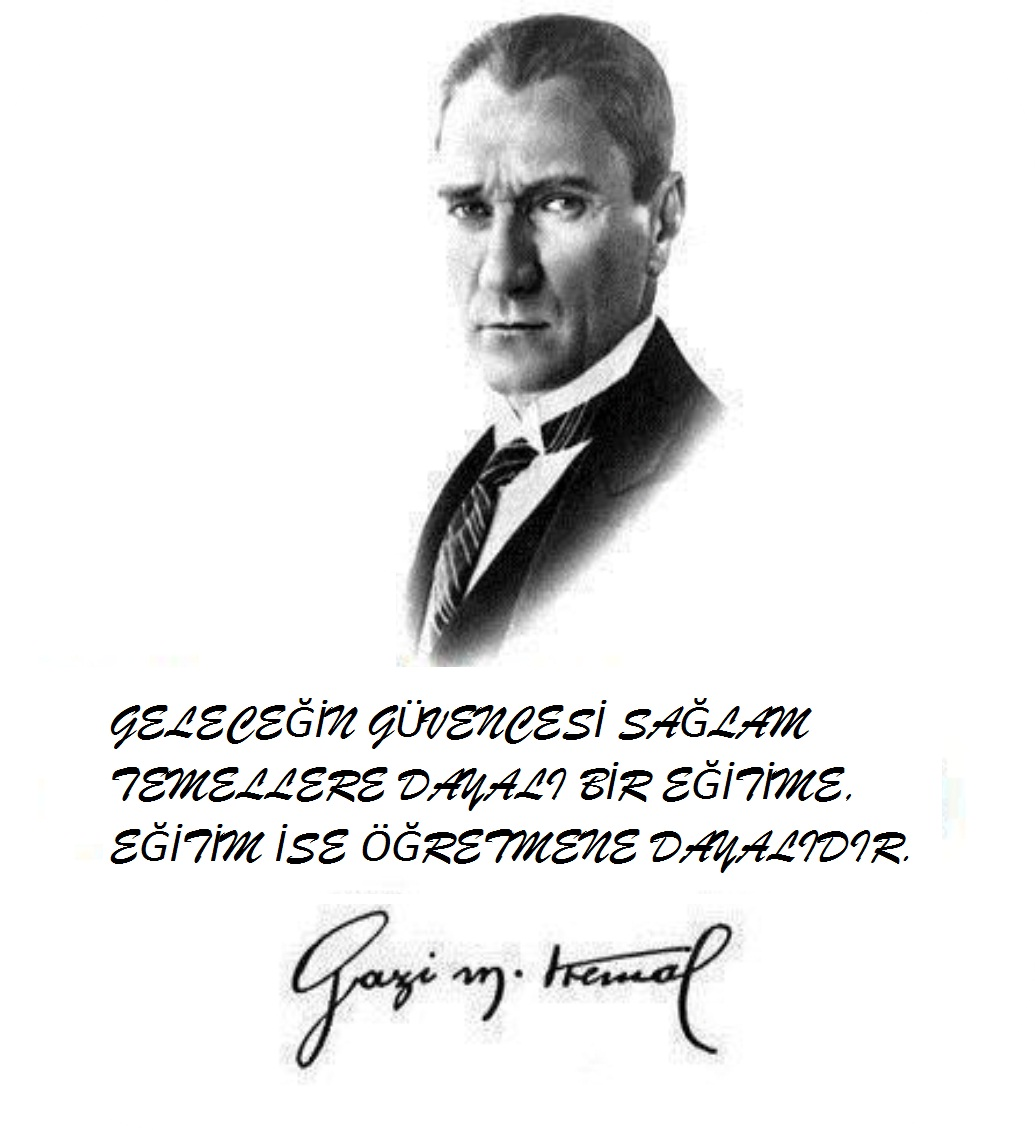 GELECEĞİN GÜVENCESİ SAĞLAM
TEMELLERE DAYALI BİR EĞİTİME,
EĞİTİM İSE ÖĞRETMENE DAYALIDIR.
Gazi M. Kemal